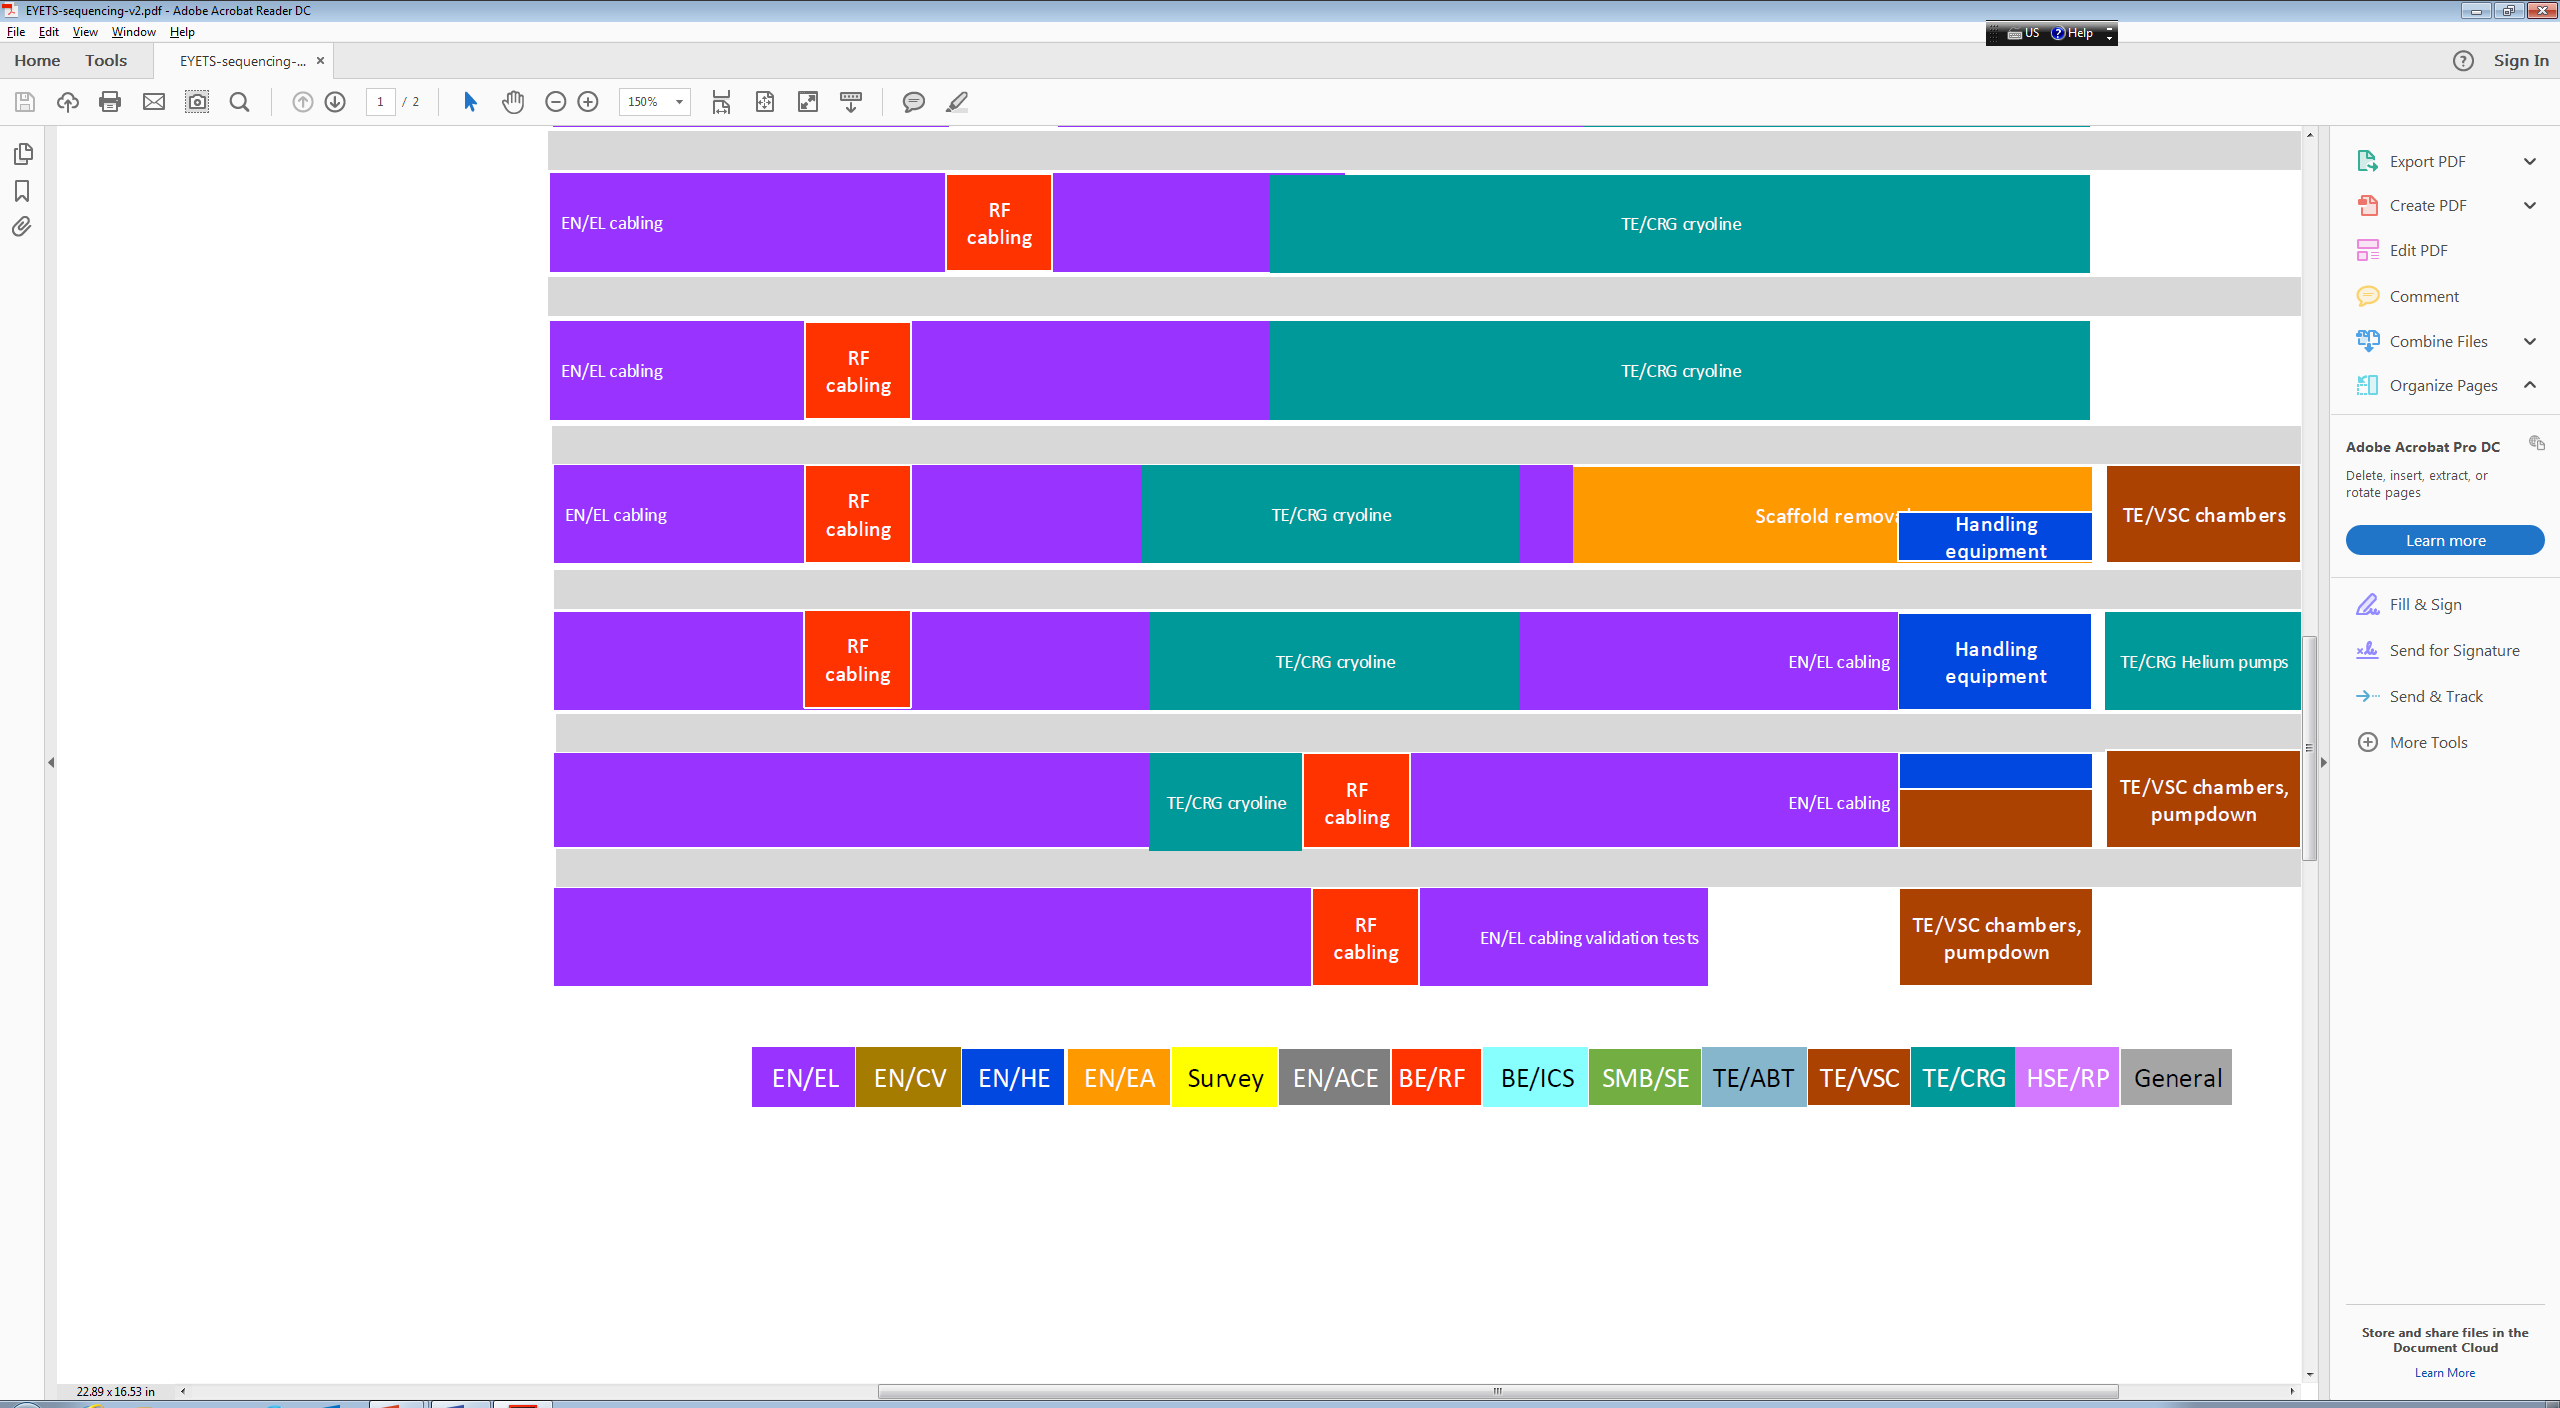 EYETS-sequencing-v2.pdf - Adobe Acrobat Reader DC
File Edit View Window Help
US Help
Home Tools EYETS-sequencing-... × Sign In
1 / 2 150%
EN/EL cabling
RF
cabling
TE/CRG cryoline
EN/EL cabling
RF
cabling
TE/CRG cryoline
EN/EL cabling
RF
cabling
TE/CRG cryoline
Scaffold removal
Handling
equipment
TE/VSC chambers
RF
cabling
TE/CRG cryoline
EN/EL cabling
Handling
equipment
TE/CRG Helium pumps
TE/CRG cryoline
RF
cabling
EN/EL cabling
TE/VSC chambers,
pumpdown
RF
cabling
EN/EL cabling validation tests
TE/VSC chambers,
pumpdown
EN/EL EN/CV EN/HE EN/EA Survey EN/ACE BE/RF BE/ICS SMB/SE TE/ABT TE/VSC TE/CRG HSE/RP General
Export PDF
Create PDF
Edit PDF
Comment
Combine Files
Organize Pages
Adobe Acrobat Pro DC
Delete, insert, extract, or
rotate pages
Learn more
Fill & Sign
Send for Signature
Send & Track
More Tools
Store and share files in the
Document Cloud
Learn More
22.89 x 16.53 in